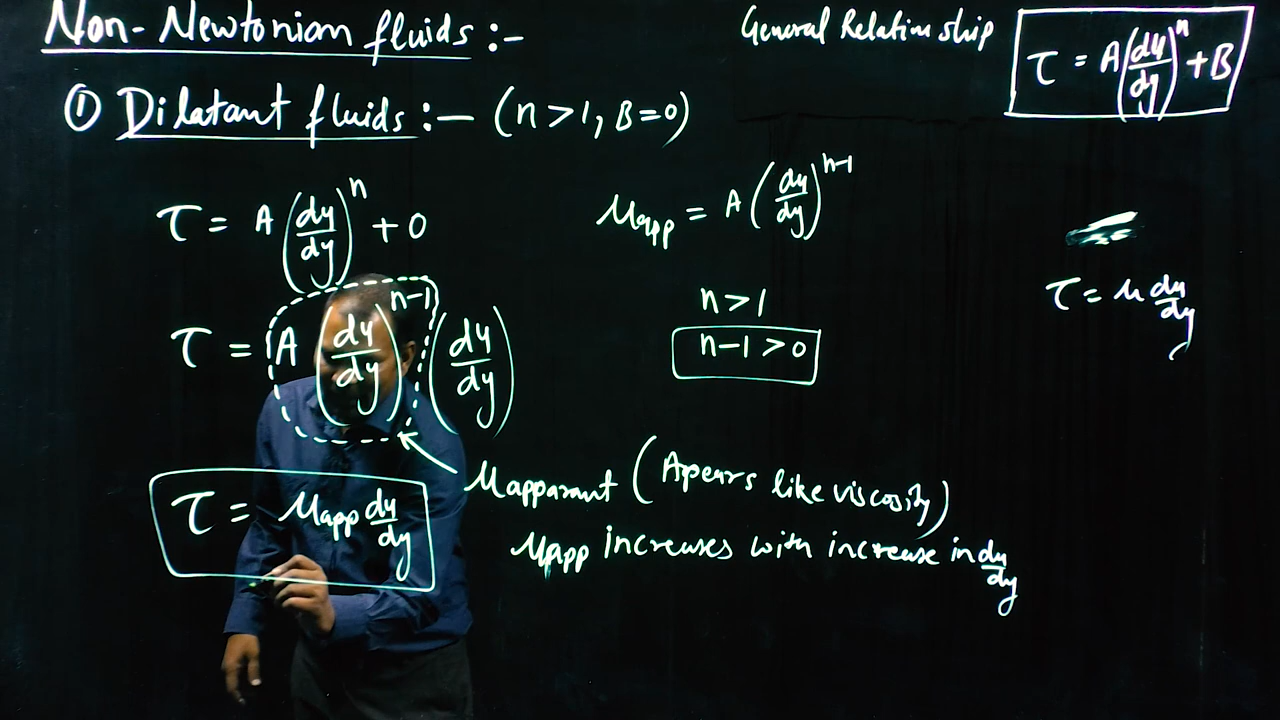 Non-Newtonian fluids :-
General Relationship τ = A(du/dy)^n + B
① Dilatant fluids :- (n > 1, B = 0)
τ = A (du/dy)^n + 0
μapp = A (du/dy)^n-1
τ = μ du/dy
n > 1
τ = A (du/dy)^n-1 (du/dy)
n-1 > 0
μapparant (Apears like viscosity)
τ = μapp du/dy
μapp increases with increase in du/dy